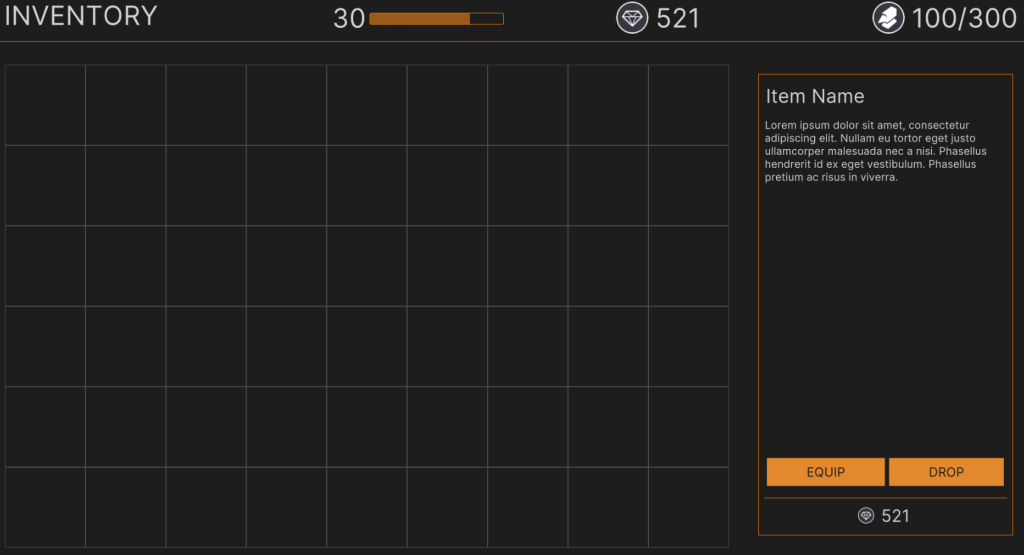 INVENTORY
30
521
100/300
Item Name
Lorem ipsum dolor sit amet, consectetur
adipiscing elit. Nullam eu tortor eget justo
ullamcorper malesuada nec a nisi. Phasellus
hendrerit id ex eget vestibulum. Phasellus
pretium ac risus in viverra.
EQUIP
DROP
521